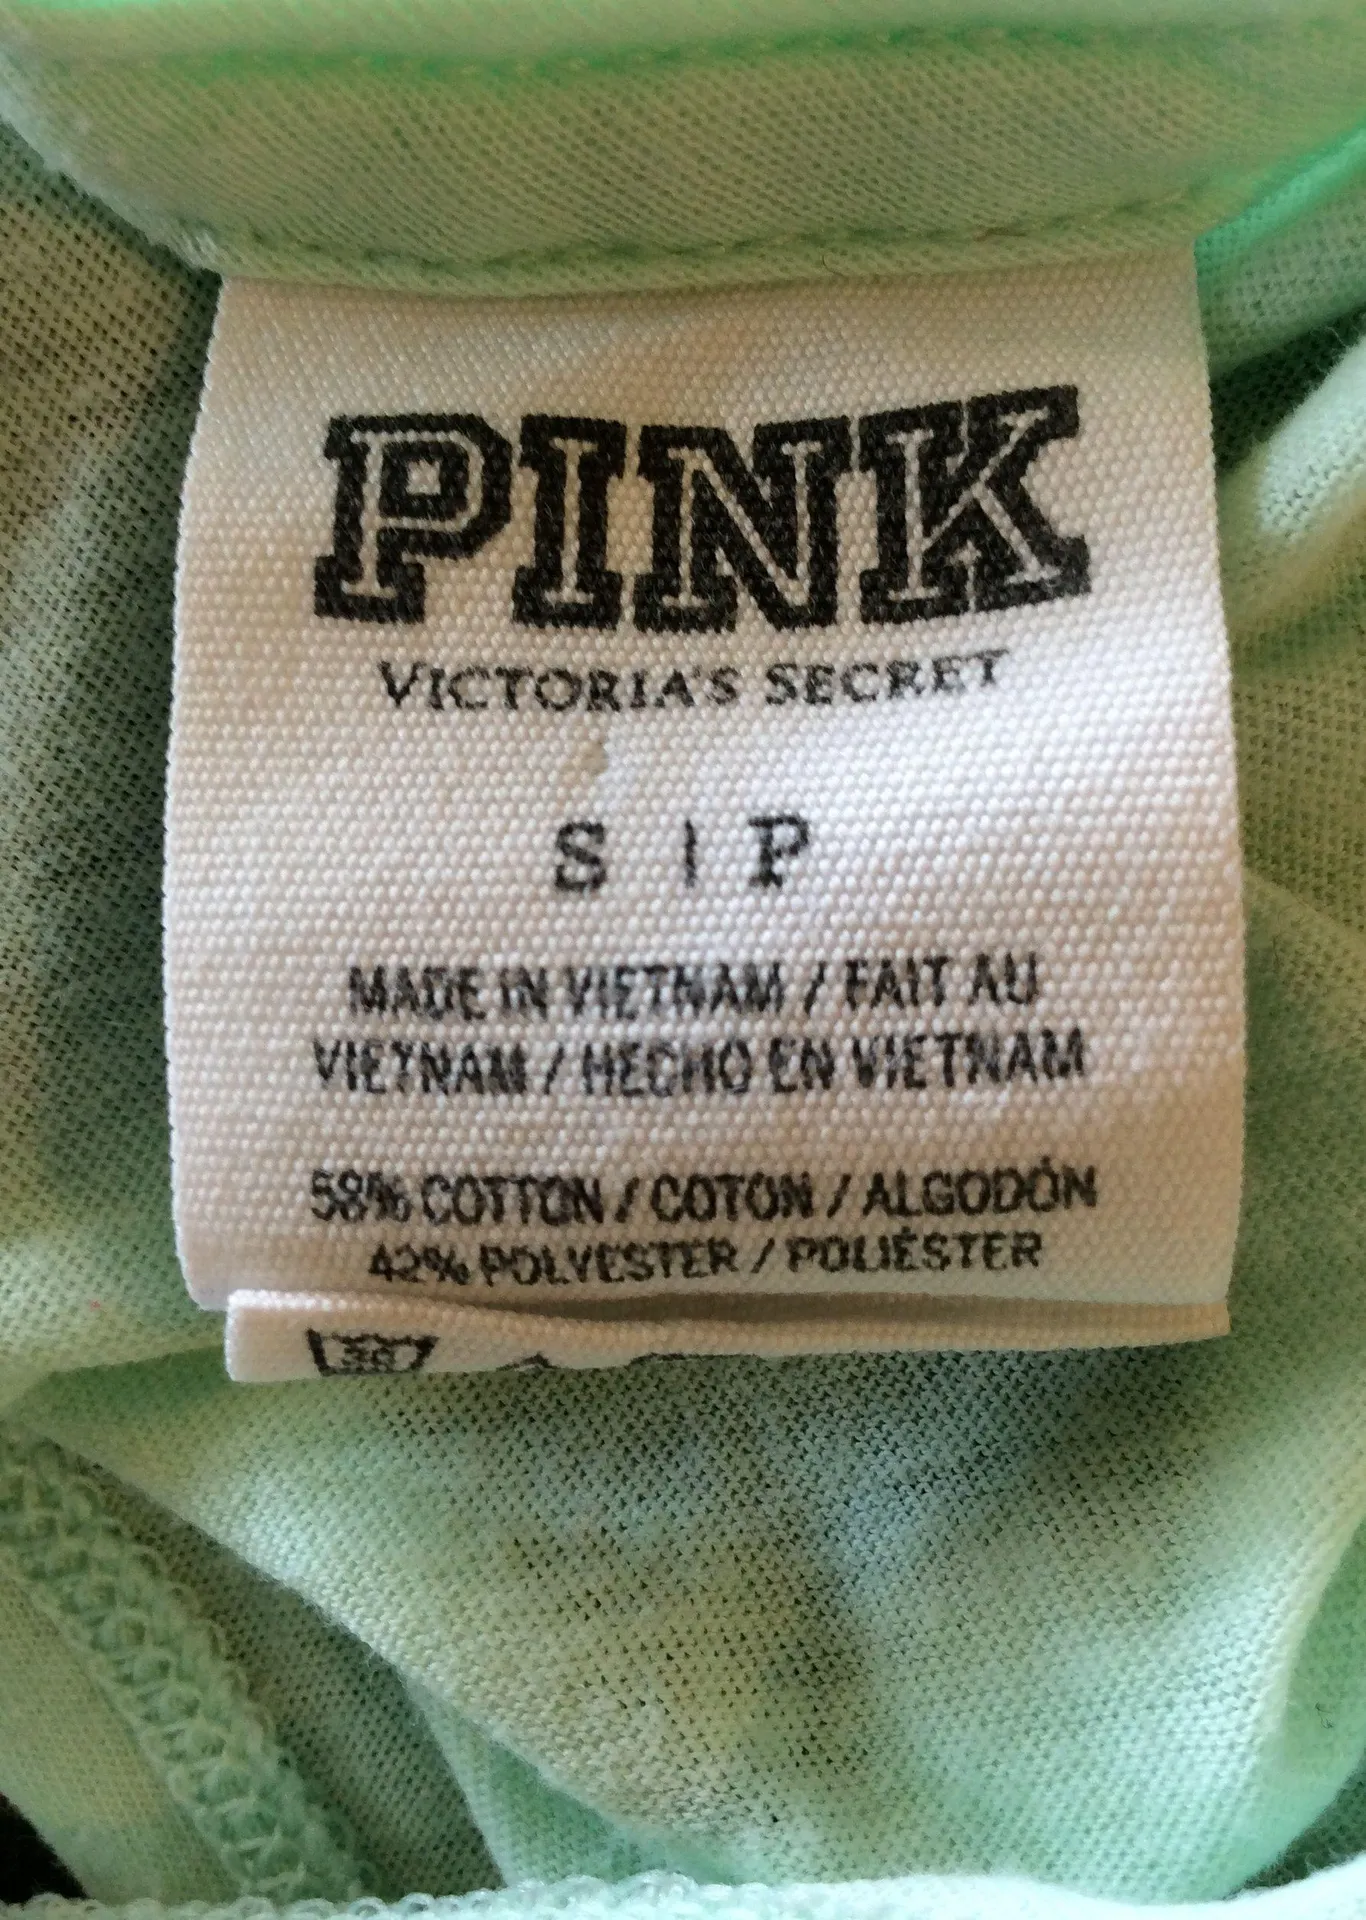 PINK
VICTORIA'S SECRET
S | P
MADE IN VIETNAM / FAIT AU
VIETNAM / HECHO EN VIETNAM
58% COTTON / COTON / ALGODÓN
42% POLYESTER / POLIÉSTER
30